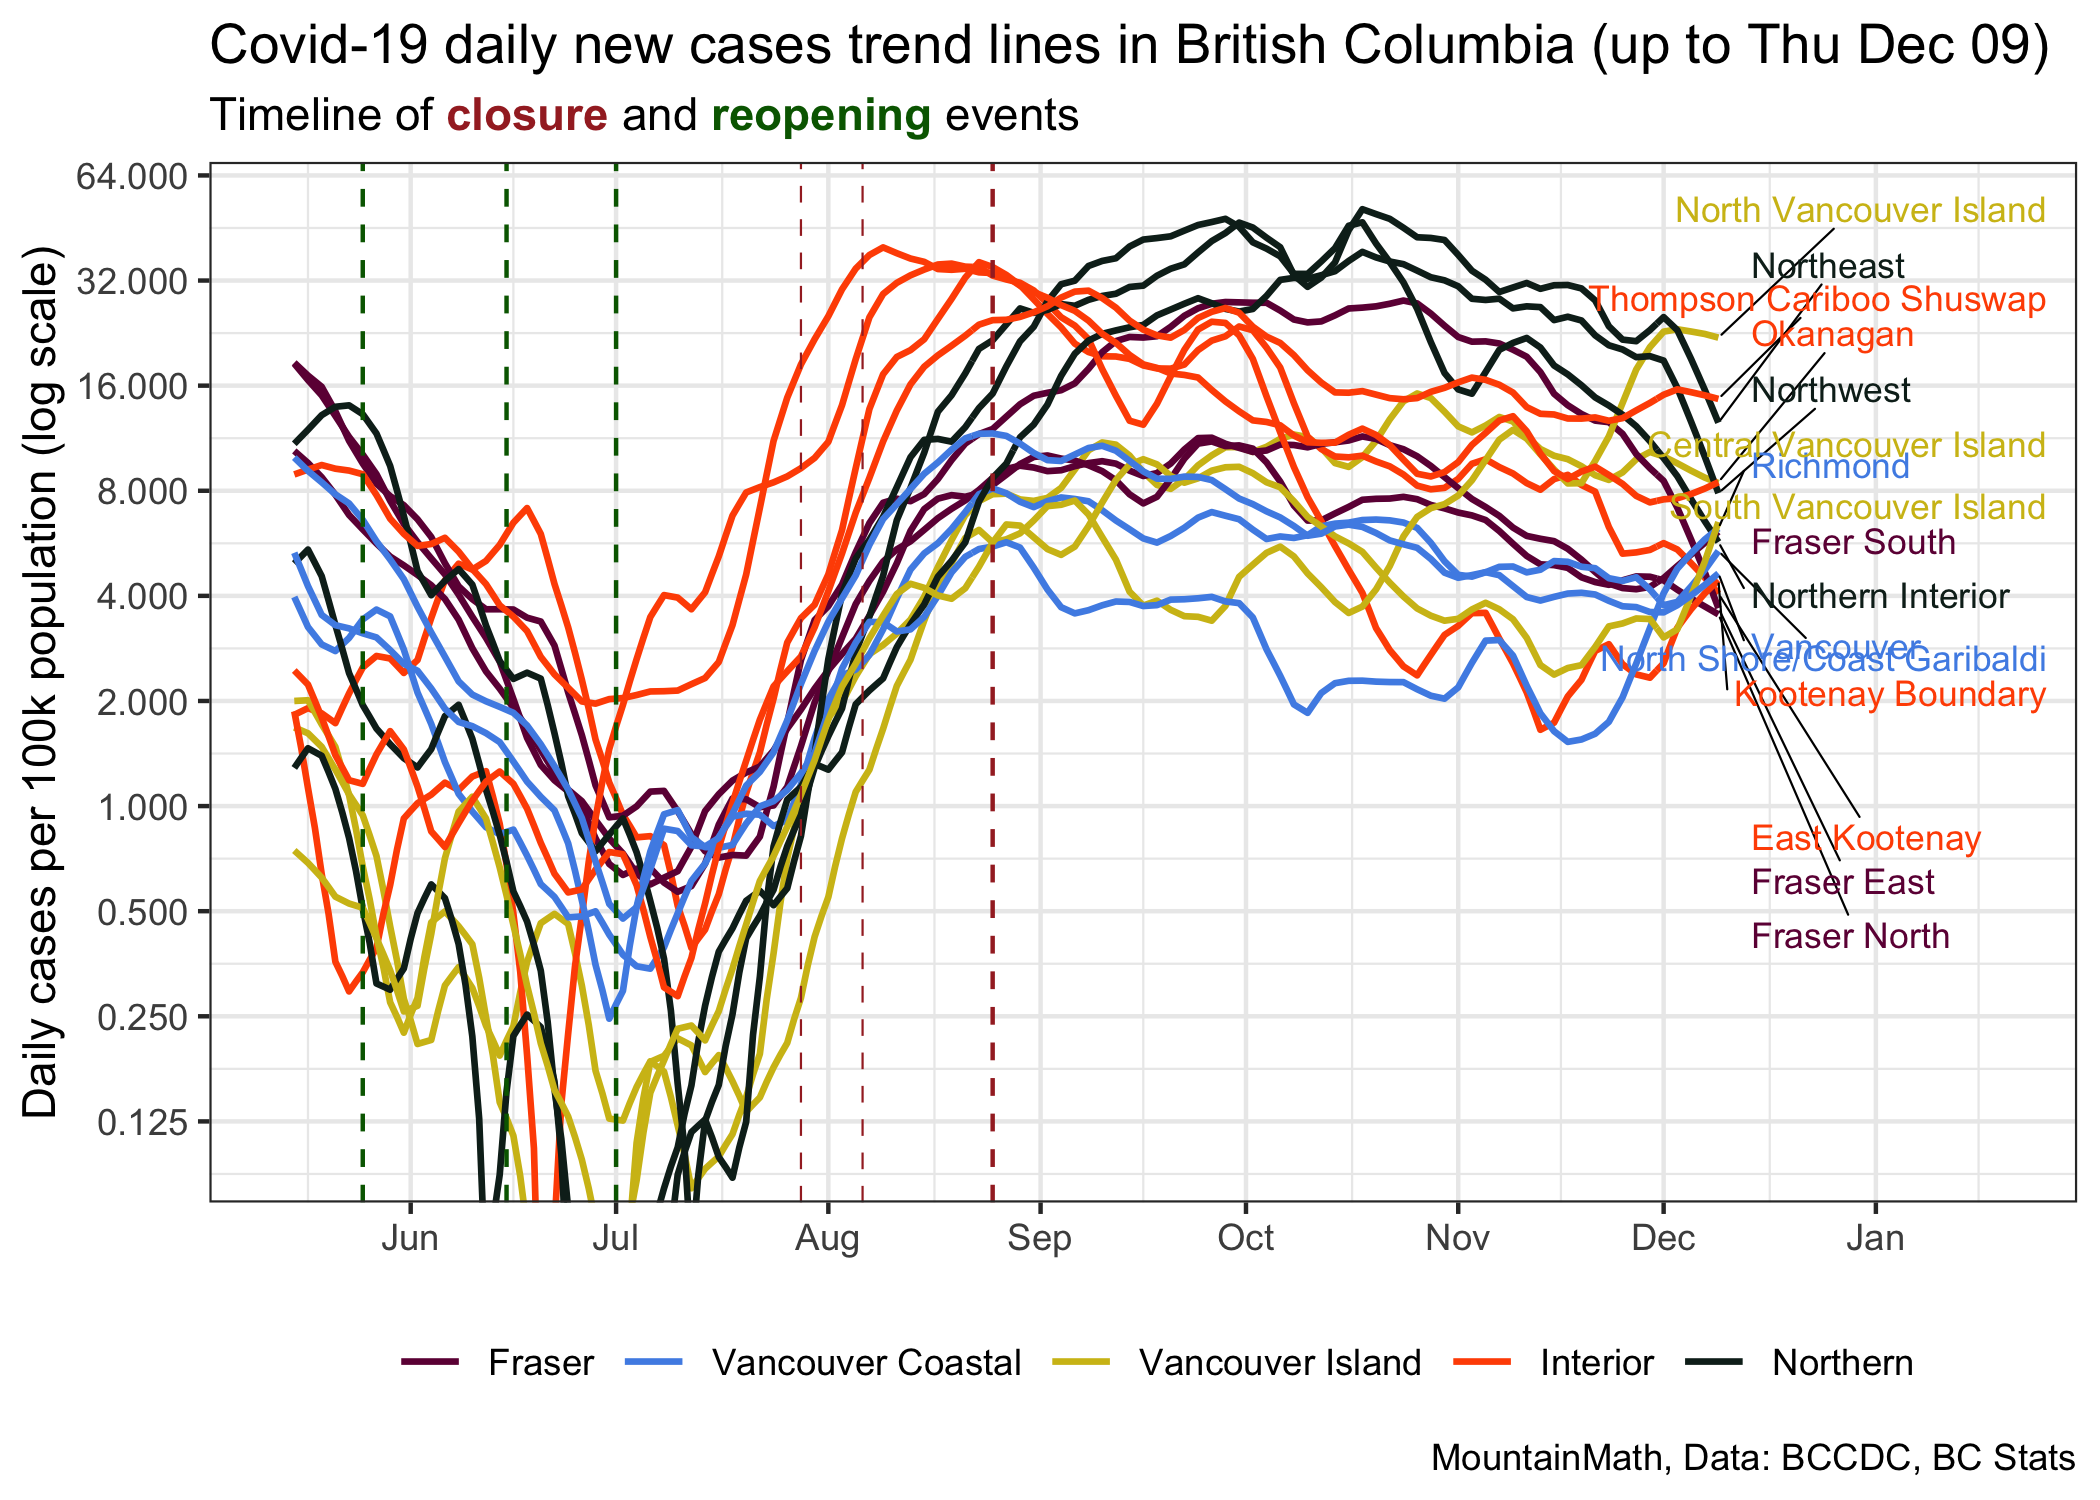 Covid-19 daily new cases trend lines in British Columbia (up to Thu Dec 09)
Timeline of closure and reopening events
Daily cases per 100k population (log scale)
64.000
32.000
16.000
8.000
4.000
2.000
1.000
0.500
0.250
0.125
North Vancouver Island
Northeast
Thompson Cariboo Shuswap
Okanagan
Northwest
Central Vancouver Island
Richmond
South Vancouver Island
Fraser South
Northern Interior
Vancouver
North Shore/Coast Garibaldi
Kootenay Boundary
East Kootenay
Fraser East
Fraser North
Jun Jul Aug Sep Oct Nov Dec Jan
Fraser Vancouver Coastal Vancouver Island Interior Northern
MountainMath, Data: BCCDC, BC Stats